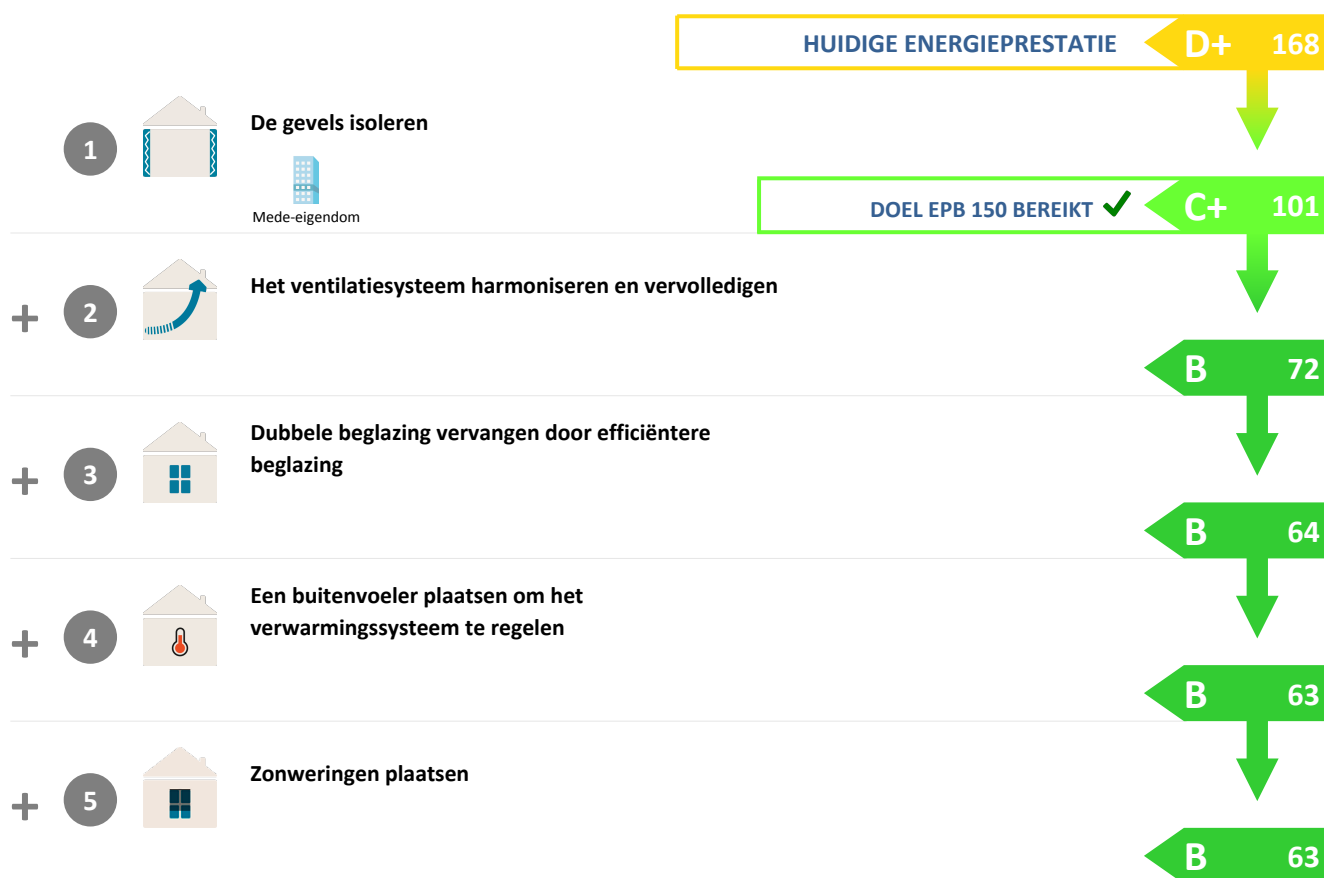 HUIDIGE ENERGIEPRESTATIE D+ 168
1 De gevels isoleren
Mede-eigendom
DOEL EPB 150 BEREIKT ✔ C+ 101
+ 2 Het ventilatiesysteem harmoniseren en vervolledigen
B 72
+ 3 Dubbele beglazing vervangen door efficiëntere
beglazing
B 64
+ 4 Een buitenvoeler plaatsen om het
verwarmingssysteem te regelen
B 63
+ 5 Zonweringen plaatsen
B 63